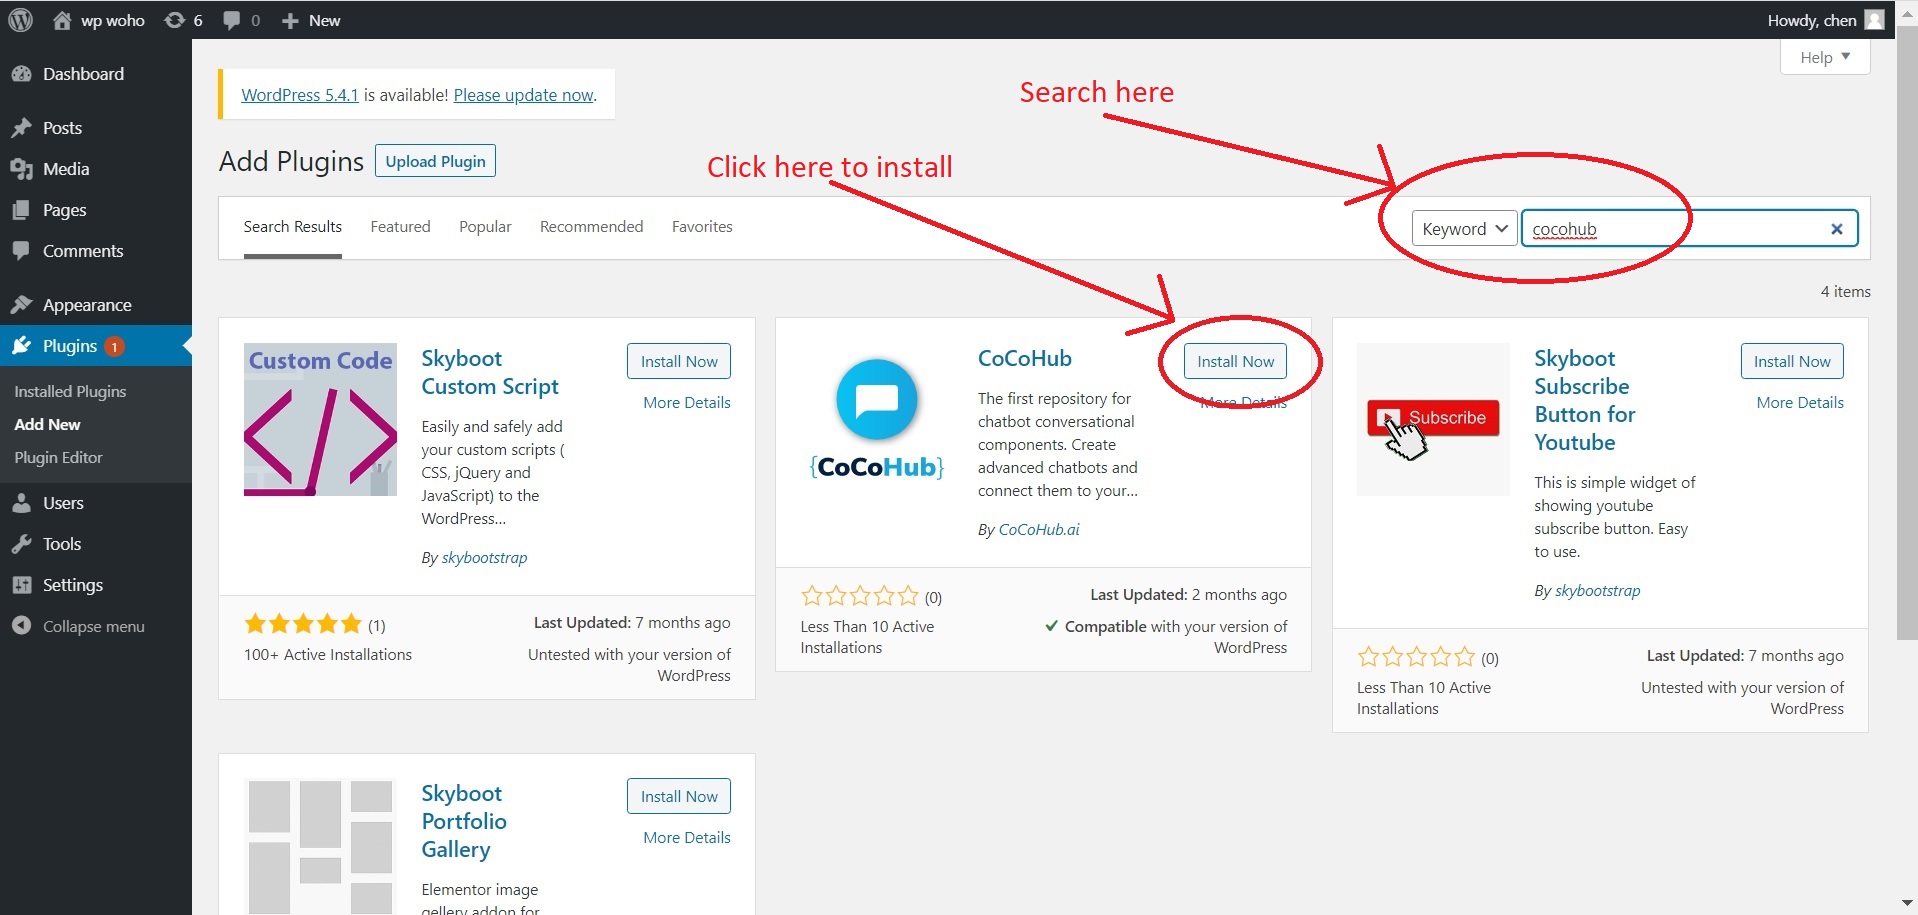 wp woho 6 0 New Howdy, chen
Help
Dashboard
Posts
Media
Pages
Comments
Appearance
Plugins 1
Installed Plugins
Add New
Plugin Editor
Users
Tools
Settings
Collapse menu
WordPress 5.4.1 is available! Please update now.
Search here
Add Plugins Upload Plugin
Click here to install
Search Results Featured Popular Recommended Favorites
Keyword cocohub
4 items
Custom Code
Skyboot
Custom Script
Install Now
More Details
Easily and safely add
your custom scripts (
CSS, jQuery and
JavaScript) to the
WordPress...
By skybootstrap
(1)
100+ Active Installations
Last Updated: 7 months ago
Untested with your version of
WordPress
{CoCoHub}
CoCoHub
Install Now
More Details
The first repository for
chatbot conversational
components. Create
advanced chatbots and
connect them to your...
By CoCoHub.ai
(0)
Less Than 10 Active
Installations
Last Updated: 2 months ago
Compatible with your version of
WordPress
Subscribe
Skyboot
Subscribe
Button for
Youtube
Install Now
More Details
This is simple widget of
showing youtube
subscribe button. Easy
to use.
By skybootstrap
(0)
Less Than 10 Active
Installations
Last Updated: 7 months ago
Untested with your version of
WordPress
Skyboot
Portfolio
Gallery
Install Now
More Details
Elementor image
gellery addon for